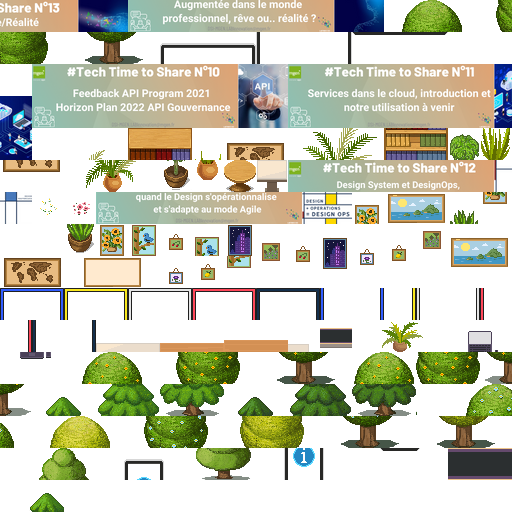 Share N°13
e/Réalité
Augmentée dans le monde
professionnel, rêve ou.. réalité ?
#Tech Time to Share N°10
Feedback API Program 2021
Horizon Plan 2022 API Gouvernance
API
#Tech Time to Share N°11
Services dans le cloud, introduction et
notre utilisation à venir
#Tech Time to Share N°12
Design System et DesignOps,
quand le Design s'opérationnalise
et s'adapte au mode Agile
DESIGN
+ OPERATIONS
= DESIGN OPS
1